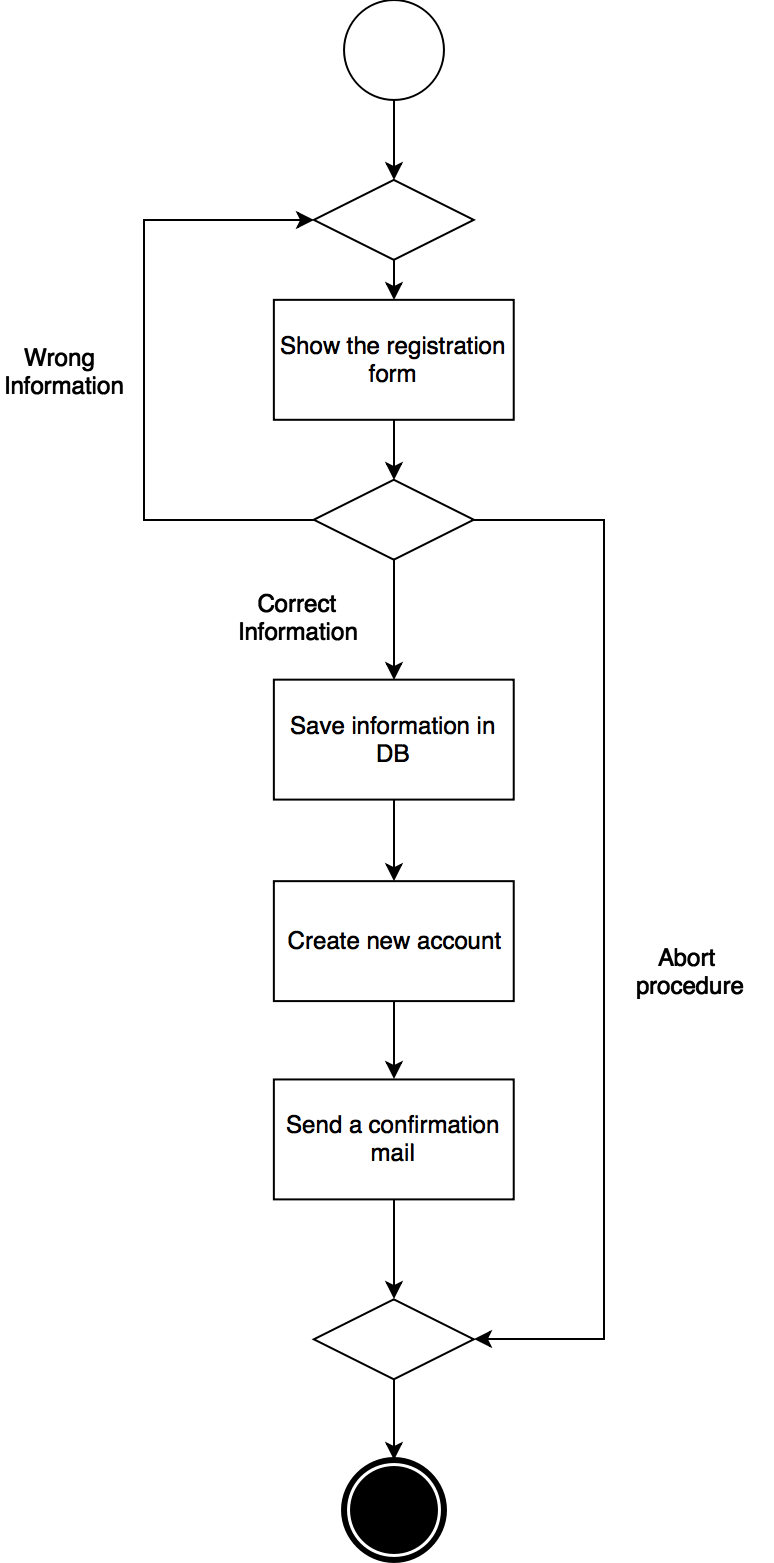 Show the registration
form
Wrong
Information
Correct
Information
Save information in
DB
Create new account
Abort
procedure
Send a confirmation
mail